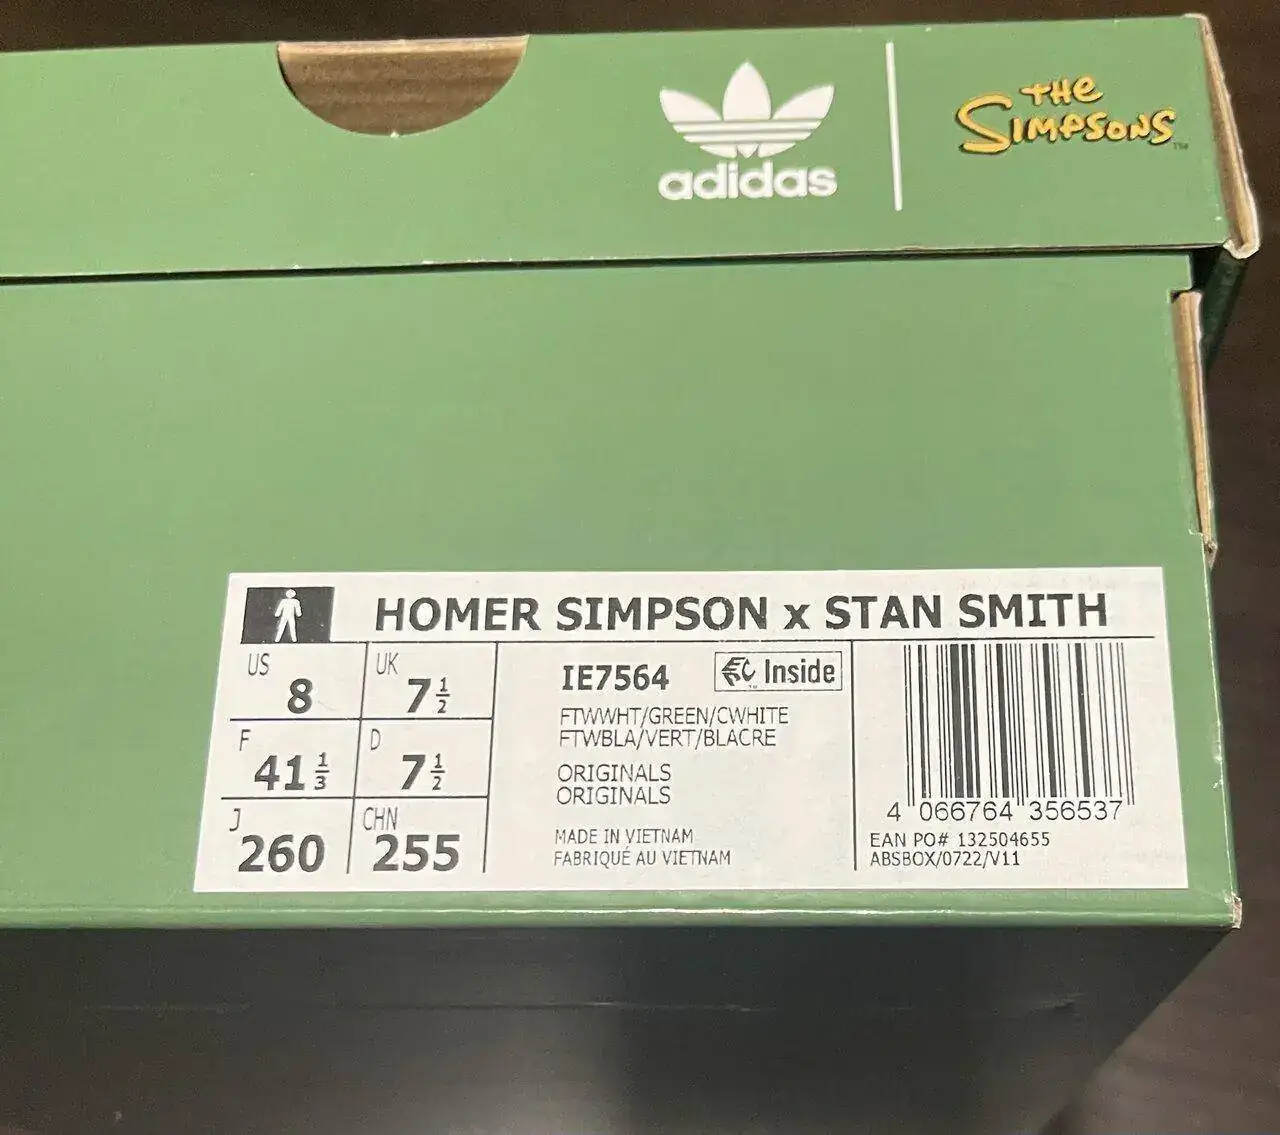 adidas
THE
SIMPSONS™
HOMER SIMPSON x STAN SMITH
US
8
UK
7 1/2
F
41 1/3
D
7 1/2
J
260
CHN
255
IE7564
Inside
FTWWHT/GREEN/CWHITE
FTWBLA/VERT/BLACRE
ORIGINALS
ORIGINALS
MADE IN VIETNAM
FABRIQUÉ AU VIETNAM
4 066764 356537
EAN PO# 132504655
ABSBOX/0722/V11